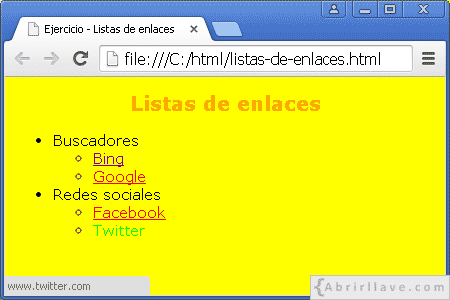 Ejercicio - Listas de enlaces
file:///C:/html/listas-de-enlaces.html
Listas de enlaces
Buscadores
Bing
Google
Redes sociales
Facebook
Twitter
www.twitter.com
{Abrirllave.com